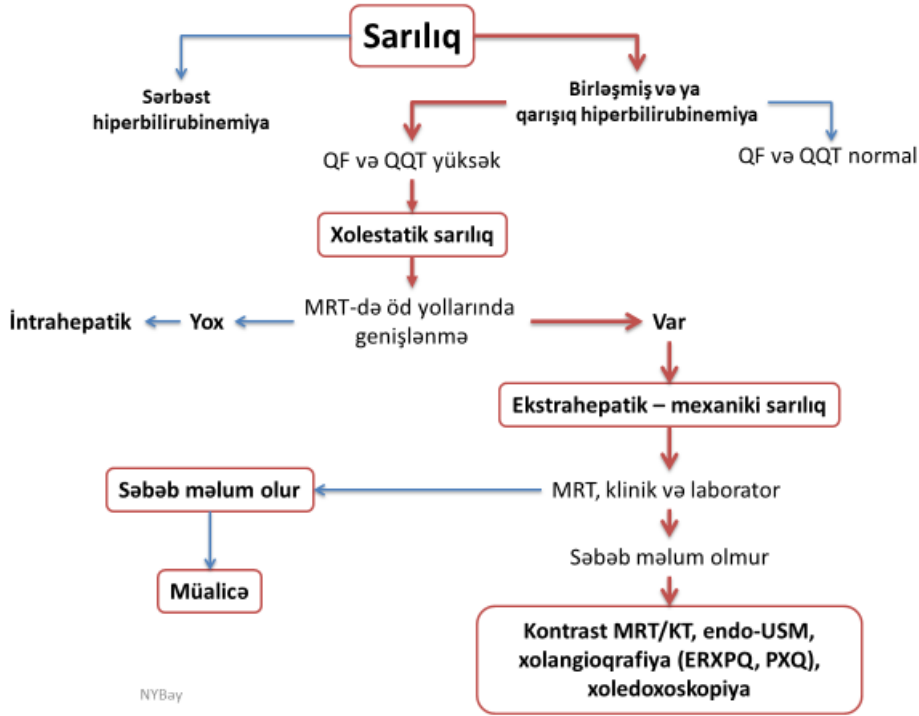 Sarılıq
Sərbəst
hiperbilirubinemiya
Birləşmiş və ya
qarışıq hiperbilirubinemiya
QF və QQT yüksək
QF və QQT normal
Xolestatik sarılıq
İntrahepatik
Yox
MRT-də öd yollarında
genişlənmə
Var
Ekstrahepatik – mexaniki sarılıq
Səbəb məlum olur
MRT, klinik və laborator
Səbəb məlum olmur
Müalicə
Kontrast MRT/KT, endo-USM,
xolangioqrafiya (ERXPQ, PXQ),
xoledoxoskopiya
NYBay